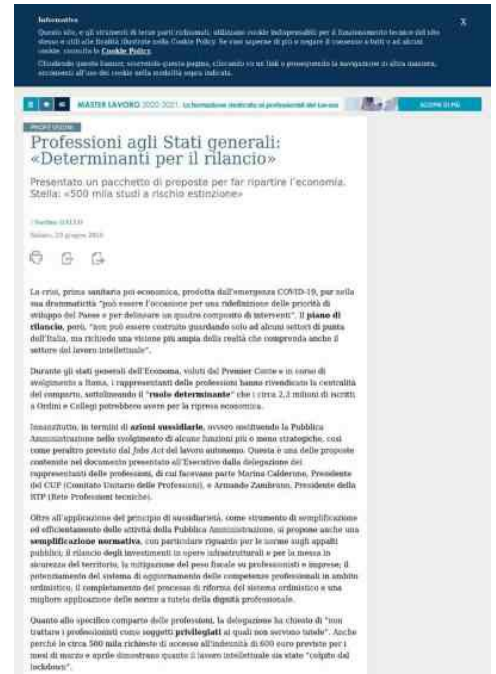 Informativa
x
Questo sito, e gli strumenti di terze parti richiamati, utilizzano cookie indispensabili per il funzionamento tecnico del sito
stesso e utili alle finalità illustrate nella Cookie Policy. Se vuoi saperne di più o negare il consenso a tutti o ad alcuni
cookie, consulta la Cookie Policy.
Chiudendo questo banner, scorrendo questa pagina, cliccando su un link o proseguendo la navigazione in altra maniera,
acconsenti all'uso dei cookie nella modalità sopra indicata.
MASTER LAVORO 2020-2021. La formazione dedicata ai professionisti del Lavoro
SCOPRI DI PIÙ
PROFESSIONI
Professioni agli Stati generali:
«Determinanti per il rilancio»
Presentato un pacchetto di proposte per far ripartire l'economia.
Stella: «500 mila studi a rischio estinzione»
GALLO
Sabato, 20 giugno 2020
La crisi, prima sanitaria poi economica, prodotta dall'emergenza COVID-19, pur nella
sua drammaticità "può essere l'occasione per una ridefinizione delle priorità di
sviluppo del Paese e per delineare un quadro composito di interventi". Il piano di
rilancio, però, "non può essere costruito guardando solo ad alcuni settori di punta
dell'Italia, ma richiede una visione più ampia della realtà che comprenda anche il
settore del lavoro intellettuale".
Durante gli stati generali dell'Economia, voluti dal Premier Conte e in corso di
svolgimento a Roma, i rappresentanti delle professioni hanno rivendicato la centralità
del comparto, sottolineando il "ruolo determinante" che i circa 2,3 milioni di iscritti
a Ordini e Collegi potrebbero avere per la ripresa economica.
Innanzitutto, in termini di azioni sussidiarie, ovvero sostituendo la Pubblica
Amministrazione nello svolgimento di alcune funzioni più o meno strategiche, così
come peraltro previsto dal Jobs Act del lavoro autonomo. Questa è una delle proposte
contenute nel documento presentato all'Esecutivo dalla delegazione dei
rappresentanti delle professioni, di cui facevano parte Marina Calderone, Presidente
del CUP (Comitato Unitario delle Professioni), e Armando Zambrano, Presidente della
RTP (Rete Professioni tecniche).
Oltre all'applicazione del principio di sussidiarietà, come strumento di semplificazione
ed efficientamento delle attività della Pubblica Amministrazione, si propone anche una
semplificazione normativa, con particolare riguardo per le norme sugli appalti
pubblici; il rilancio degli investimenti in opere infrastrutturali e per la messa in
sicurezza del territorio; la mitigazione del peso fiscale su professionisti e imprese; il
potenziamento del sistema di aggiornamento delle competenze professionali in ambito
ordinistico; il completamento del processo di riforma del sistema ordinistico e una
migliore applicazione delle norme a tutela della dignità professionale.
Quanto allo specifico comparto delle professioni, la delegazione ha chiesto di "non
trattare i professionisti come soggetti privilegiati ai quali non servono tutele". Anche
perché le circa 500 mila richieste di accesso all'indennità di 600 euro previste per i
mesi di marzo e aprile dimostrano quanto il lavoro intellettuale sia stato "colpito dal
lockdown".